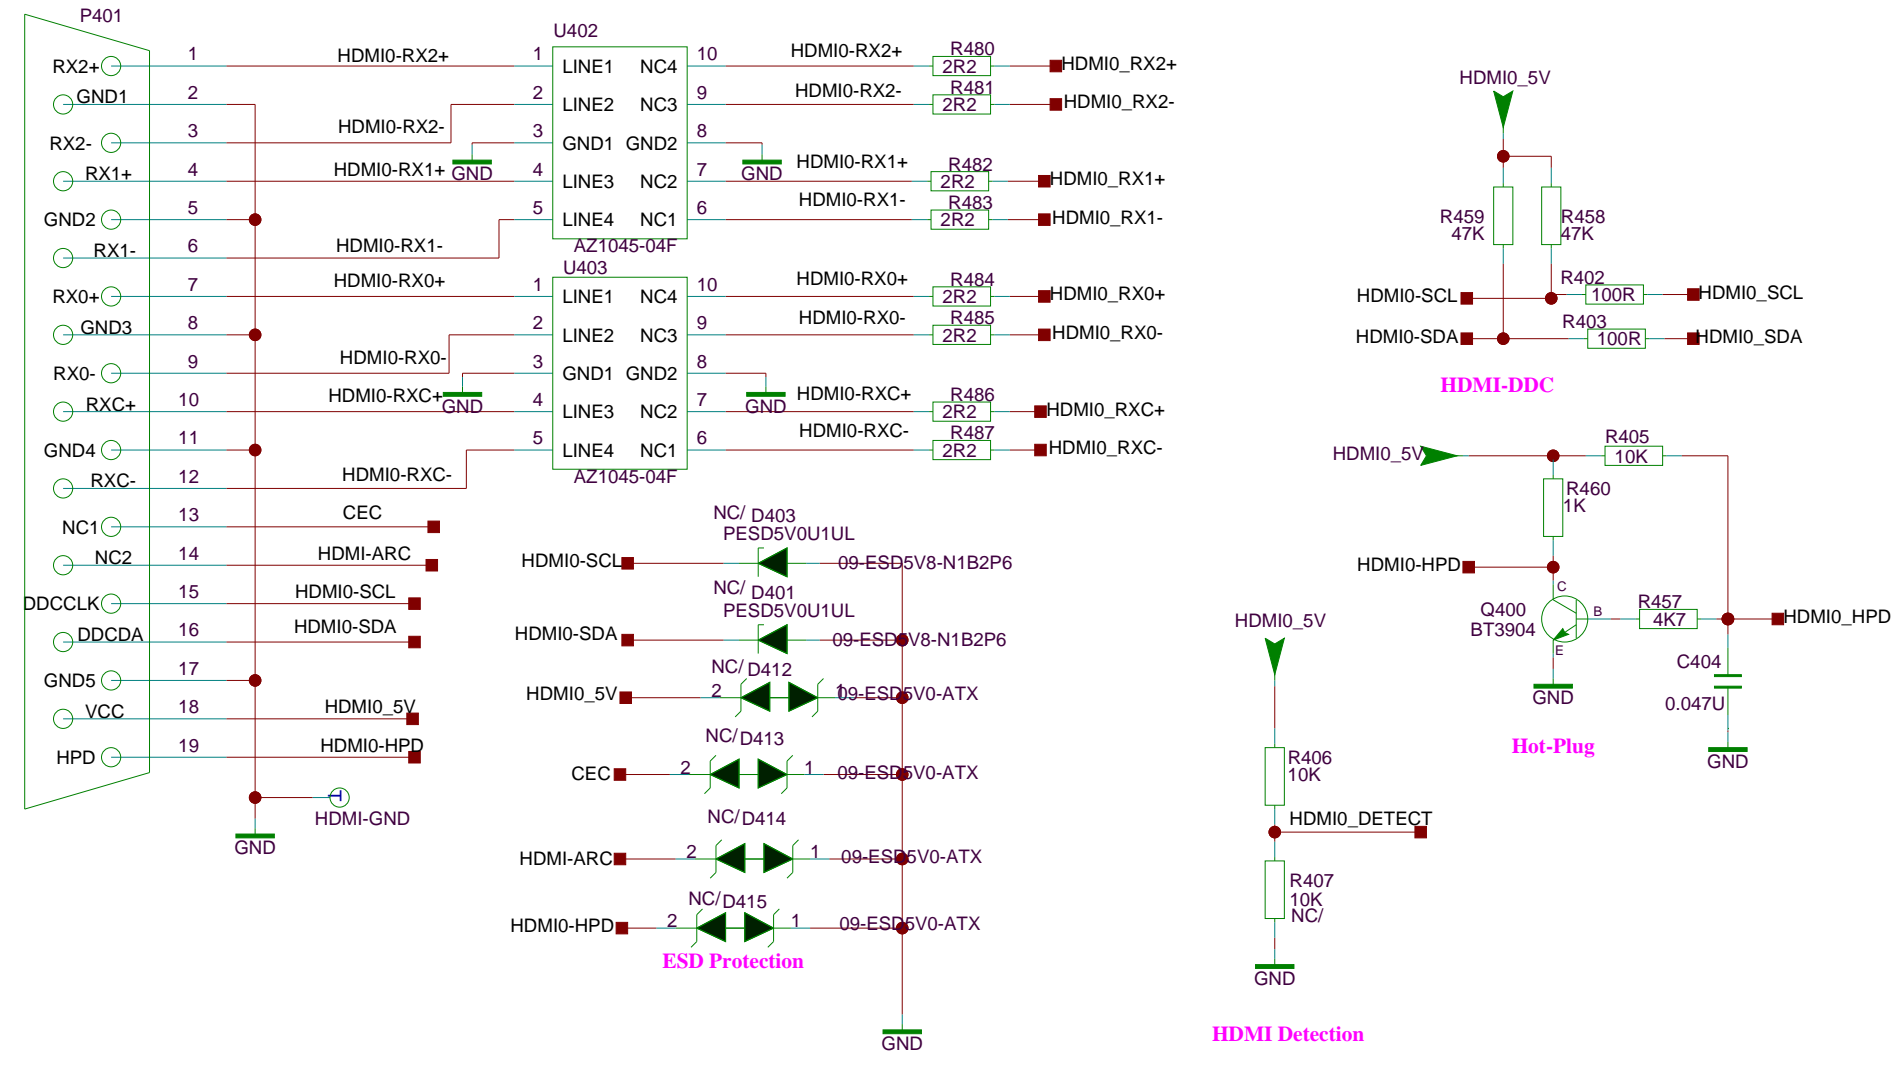 P401
RX2+
GND1
RX2-
RX1+
GND2
RX1-
RX0+
GND3
RX0-
RXC+
GND4
RXC-
NC1
NC2
DDCCLK
DDCDA
GND5
VCC
HPD
1
2
3
4
5
6
7
8
9
10
11
12
13
14
15
16
17
18
19
HDMI0-RX2+
HDMI0-RX2-
HDMI0-RX1+
HDMI0-RX1-
HDMI0-RX0+
HDMI0-RX0-
HDMI0-RXC+
HDMI0-RXC-
CEC
HDMI-ARC
HDMI0-SCL
HDMI0-SDA
HDMI0_5V
HDMI0-HPD
1
HDMI-GND
GND
GND
GND
U402
1 LINE1 NC4 10
2 LINE2 NC3 9
3 GND1 GND2 8
4 LINE3 NC2 7
5 LINE4 NC1 6
AZ1045-04F
U403
1 LINE1 NC4 10
2 LINE2 NC3 9
3 GND1 GND2 8
4 LINE3 NC2 7
5 LINE4 NC1 6
AZ1045-04F
GND
GND
HDMI0-RX2+ R480 2R2 HDMI0_RX2+
HDMI0-RX2- R481 2R2 HDMI0_RX2-
HDMI0-RX1+ R482 2R2 HDMI0_RX1+
HDMI0-RX1- R483 2R2 HDMI0_RX1-
HDMI0-RX0+ R484 2R2 HDMI0_RX0+
HDMI0-RX0- R485 2R2 HDMI0_RX0-
HDMI0-RXC+ R486 2R2 HDMI0_RXC+
HDMI0-RXC- R487 2R2 HDMI0_RXC-
NC/ D403
PESD5V0U1UL
HDMI0-SCL 09-ESD5V8-N1B2P6
NC/ D401
PESD5V0U1UL
HDMI0-SDA 09-ESD5V8-N1B2P6
NC/ D412
HDMI0_5V 2 1 09-ESD5V0-ATX
NC/ D413
CEC 2 1 09-ESD5V0-ATX
NC/ D414
HDMI-ARC 2 1 09-ESD5V0-ATX
NC/ D415
HDMI0-HPD 2 1 09-ESD5V0-ATX
ESD Protection
GND
HDMI0_5V
R459
47K
R458
47K
R402
HDMI0-SCL 100R HDMI0_SCL
R403
HDMI0-SDA 100R HDMI0_SDA
HDMI-DDC
HDMI0_5V
R405
10K
R460
1K
HDMI0-HPD
C
B
E
Q400
BT3904
R457
4K7
HDMI0_HPD
C404
0.047U
GND
GND
Hot-Plug
HDMI0_5V
R406
10K
HDMI0_DETECT
R407
10K
NC/
GND
HDMI Detection